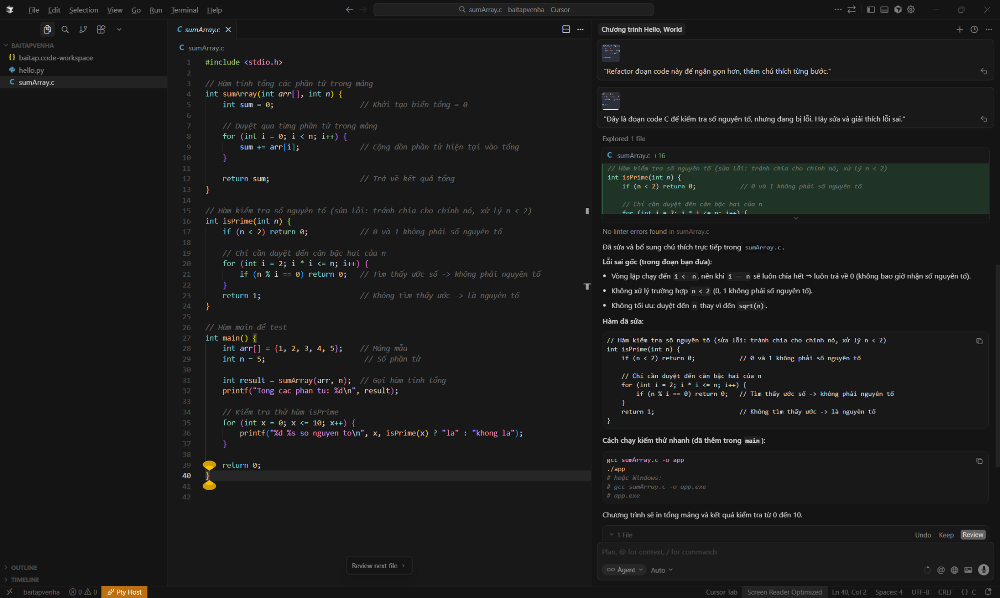 File Edit Selection View Go Run Terminal Help
sumArray.c - baitapvenha - Cursor
BAITAPVENHA
{} baitap.code-workspace
hello.py
C sumArray.c
OUTLINE
TIMELINE
C sumArray.c
C sumArray.c
1 #include <stdio.h>
2
3 // Hàm tính tổng các phần tử trong mảng
4 int sumArray(int arr[], int n) {
5     int sum = 0;                    // Khởi tạo biến tổng = 0
6
7     // Duyệt qua từng phần tử trong mảng
8     for (int i = 0; i < n; i++) {
9         sum += arr[i];              // Cộng dồn phần tử hiện tại vào tổng
10     }
11
12     return sum;                     // Trả về kết quả tổng
13 }
14
15 // Hàm kiểm tra số nguyên tố (sửa lỗi: tránh chia cho chính nó, xử lý n < 2)
16 int isPrime(int n) {
17     if (n < 2) return 0;            // 0 và 1 không phải số nguyên tố
18
19     // Chỉ cần duyệt đến căn bậc hai của n
20     for (int i = 2; i * i <= n; i++) {
21         if (n % i == 0) return 0;   // Tìm thấy ước số -> không phải nguyên tố
22     }
23     return 1;                       // Không tìm thấy ước -> là nguyên tố
24 }
25
26 // Hàm main để test
27 int main() {
28     int arr[] = {1, 2, 3, 4, 5};    // Mảng mẫu
29     int n = 5;                       // Số phần tử
30
31     int result = sumArray(arr, n);  // Gọi hàm tính tổng
32     printf("Tong cac phan tu: %d\n", result);
33
34     // Kiểm tra thử hàm isPrime
35     for (int x = 0; x <= 10; x++) {
36         printf("%d %s so nguyen to\n", x, isPrime(x) ? "la" : "khong la");
37     }
38
39     return 0;
40 }
41
42
Review next file
Chương trình Hello, World
"Refactor đoạn code này để ngắn gọn hơn, thêm chú thích từng bước."
"Đây là đoạn code C để kiểm tra số nguyên tố, nhưng đang bị lỗi. Hãy sửa và giải thích lỗi sai."
Explored 1 file
C sumArray.c +16
// Hàm kiểm tra số nguyên tố (sửa lỗi: tránh chia cho chính nó, xử lý n < 2)
int isPrime(int n) {
    if (n < 2) return 0;            // 0 và 1 không phải số nguyên tố
    // Chỉ cần duyệt đến căn bậc hai của n
    for (int i = 2; i * i <= n; i++) {
No linter errors found in sumArray.c
Đã sửa và bổ sung chú thích trực tiếp trong sumArray.c.
Lỗi sai gốc (trong đoạn bạn đưa):
• Vòng lặp chạy đến i <= n, nên khi i == n sẽ luôn chia hết ⇒ luôn trả về 0 (không bao giờ nhận số nguyên tố).
• Không xử lý trường hợp n < 2 (0, 1 không phải số nguyên tố).
• Không tối ưu: duyệt đến n thay vì đến sqrt(n).
Hàm đã sửa:
// Hàm kiểm tra số nguyên tố (sửa lỗi: tránh chia cho chính nó, xử lý n < 2)
int isPrime(int n) {
    if (n < 2) return 0;            // 0 và 1 không phải số nguyên tố
    // Chỉ cần duyệt đến căn bậc hai của n
    for (int i = 2; i * i <= n; i++) {
        if (n % i == 0) return 0;   // Tìm thấy ước số -> không phải nguyên tố
    }
    return 1;                       // Không tìm thấy ước -> là nguyên tố
}
Cách chạy kiểm thử nhanh (đã thêm trong main):
gcc sumArray.c -o app
./app
# hoặc Windows:
# gcc sumArray.c -o app.exe
# app.exe
Chương trình sẽ in tổng mảng và kết quả kiểm tra từ 0 đến 10.
1 File Undo Keep Review
Plan, @ for context, / for commands
Agent Auto
baitapvenha 0 0 Pty Host Cursor Tab Screen Reader Optimized Ln 40, Col 2 Spaces: 4 UTF-8 CRLF {} C